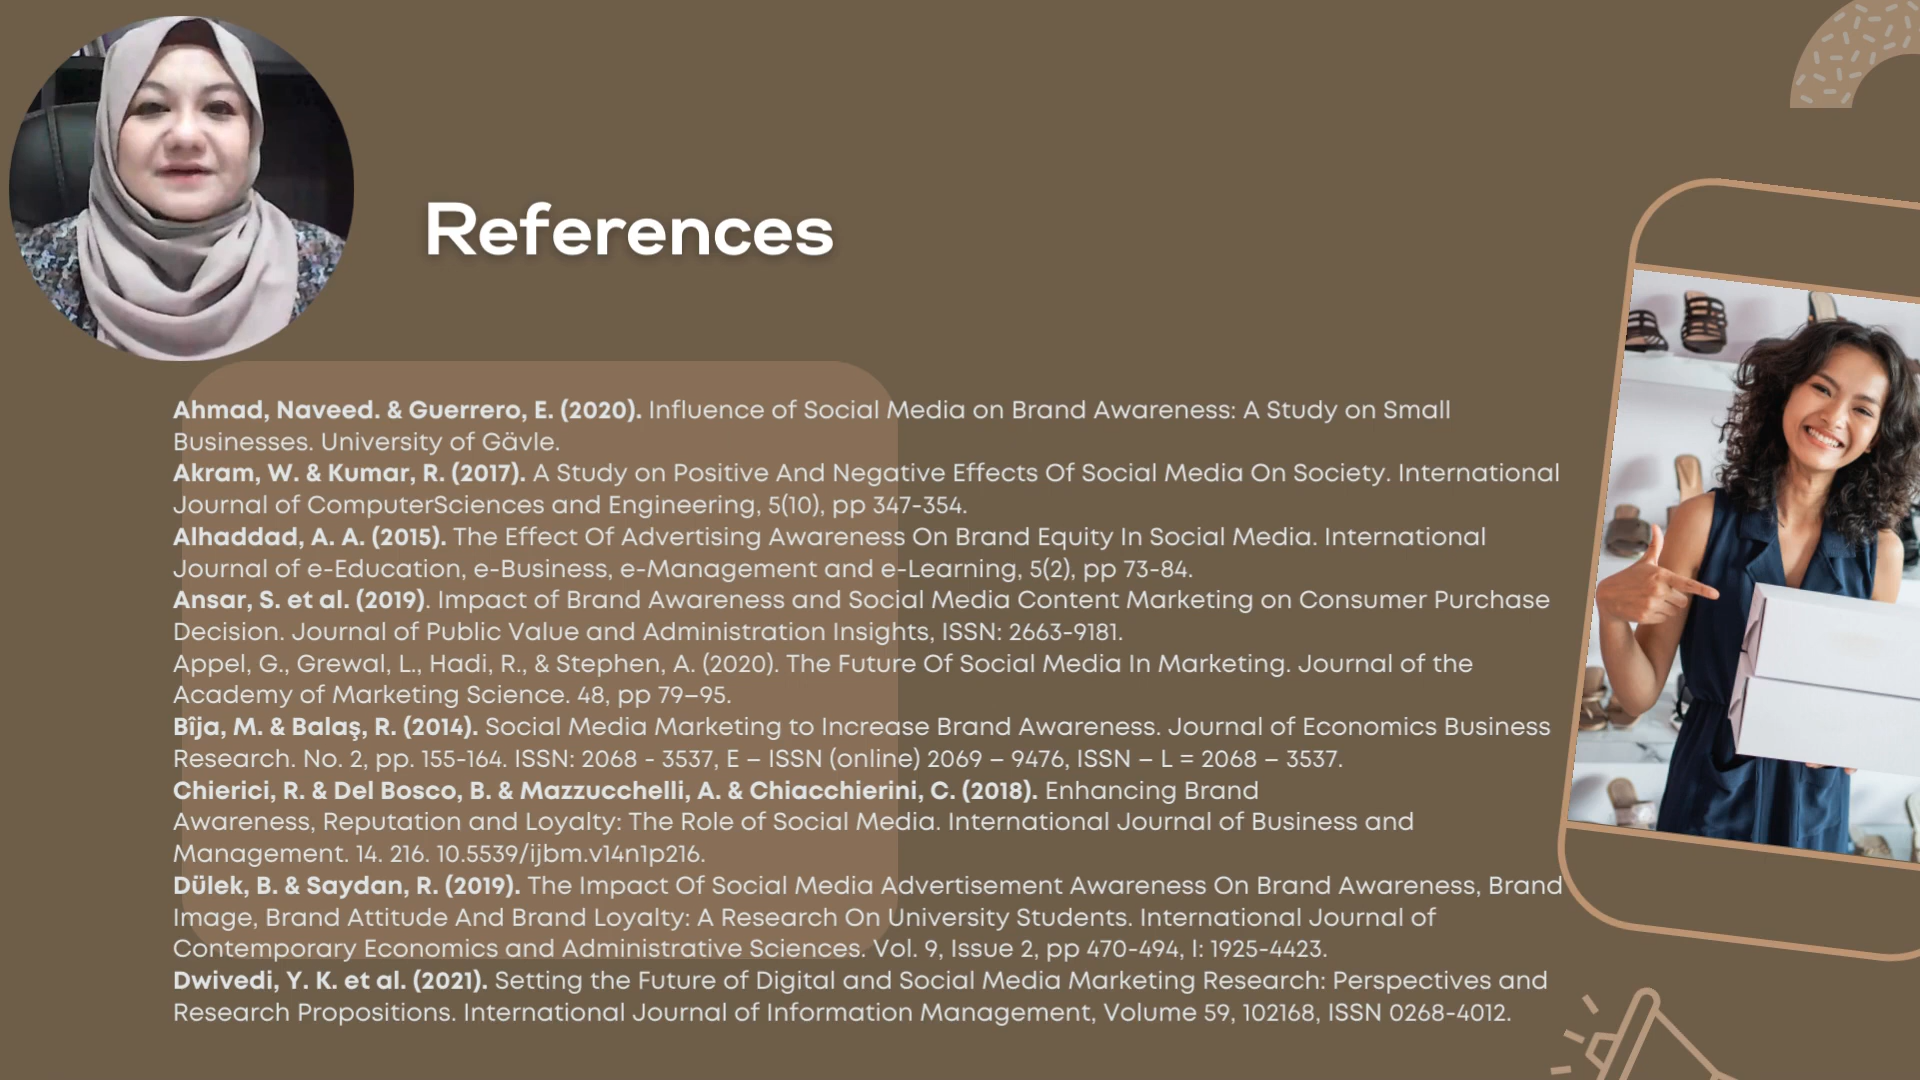 References
Ahmad, Naveed. & Guerrero, E. (2020). Influence of Social Media on Brand Awareness: A Study on Small
Businesses. University of Gävle.
Akram, W. & Kumar, R. (2017). A Study on Positive And Negative Effects Of Social Media On Society. International
Journal of ComputerSciences and Engineering, 5(10), pp 347-354.
Alhaddad, A. A. (2015). The Effect Of Advertising Awareness On Brand Equity In Social Media. International
Journal of e-Education, e-Business, e-Management and e-Learning, 5(2), pp 73-84.
Ansar, S. et al. (2019). Impact of Brand Awareness and Social Media Content Marketing on Consumer Purchase
Decision. Journal of Public Value and Administration Insights, ISSN: 2663-9181.
Appel, G., Grewal, L., Hadi, R., & Stephen, A. (2020). The Future Of Social Media In Marketing. Journal of the
Academy of Marketing Science. 48, pp 79–95.
Bîja, M. & Balaş, R. (2014). Social Media Marketing to Increase Brand Awareness. Journal of Economics Business
Research. No. 2, pp. 155-164. ISSN: 2068 - 3537, E – ISSN (online) 2069 – 9476, ISSN – L = 2068 – 3537.
Chierici, R. & Del Bosco, B. & Mazzucchelli, A. & Chiacchierini, C. (2018). Enhancing Brand
Awareness, Reputation and Loyalty: The Role of Social Media. International Journal of Business and
Management. 14. 216. 10.5539/ijbm.v14n1p216.
Dülek, B. & Saydan, R. (2019). The Impact Of Social Media Advertisement Awareness On Brand Awareness, Brand
Image, Brand Attitude And Brand Loyalty: A Research On University Students. International Journal of
Contemporary Economics and Administrative Sciences. Vol. 9, Issue 2, pp 470-494, I: 1925-4423.
Dwivedi, Y. K. et al. (2021). Setting the Future of Digital and Social Media Marketing Research: Perspectives and
Research Propositions. International Journal of Information Management, Volume 59, 102168, ISSN 0268-4012.